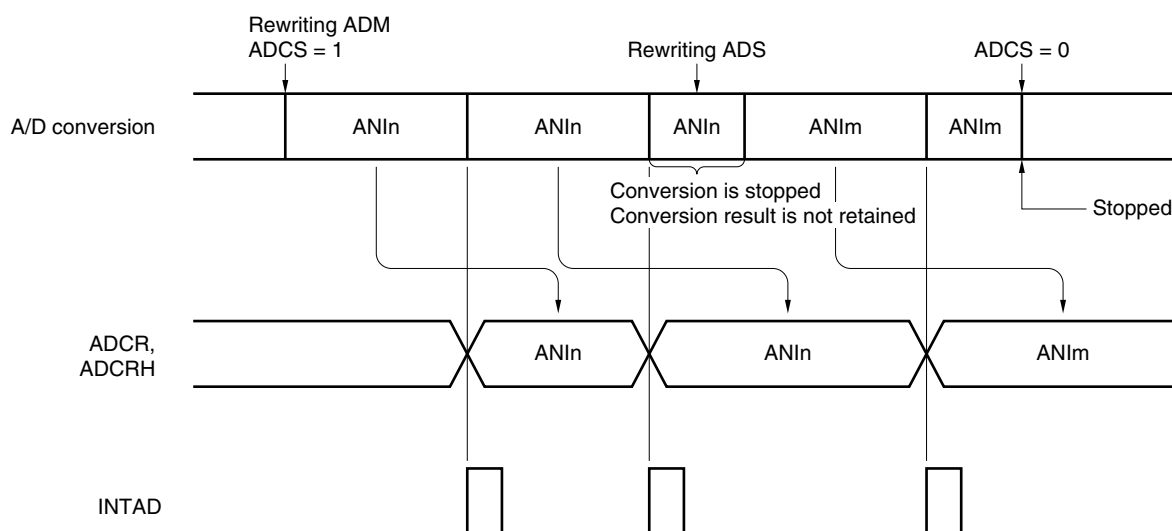 Rewriting ADM
ADCS = 1
Rewriting ADS
ADCS = 0
A/D conversion
ANIn
ANIn
ANIn
ANIm
ANIm
Conversion is stopped
Conversion result is not retained
Stopped
ADCR,
ADCRH
ANIn
ANIn
ANIm
INTAD